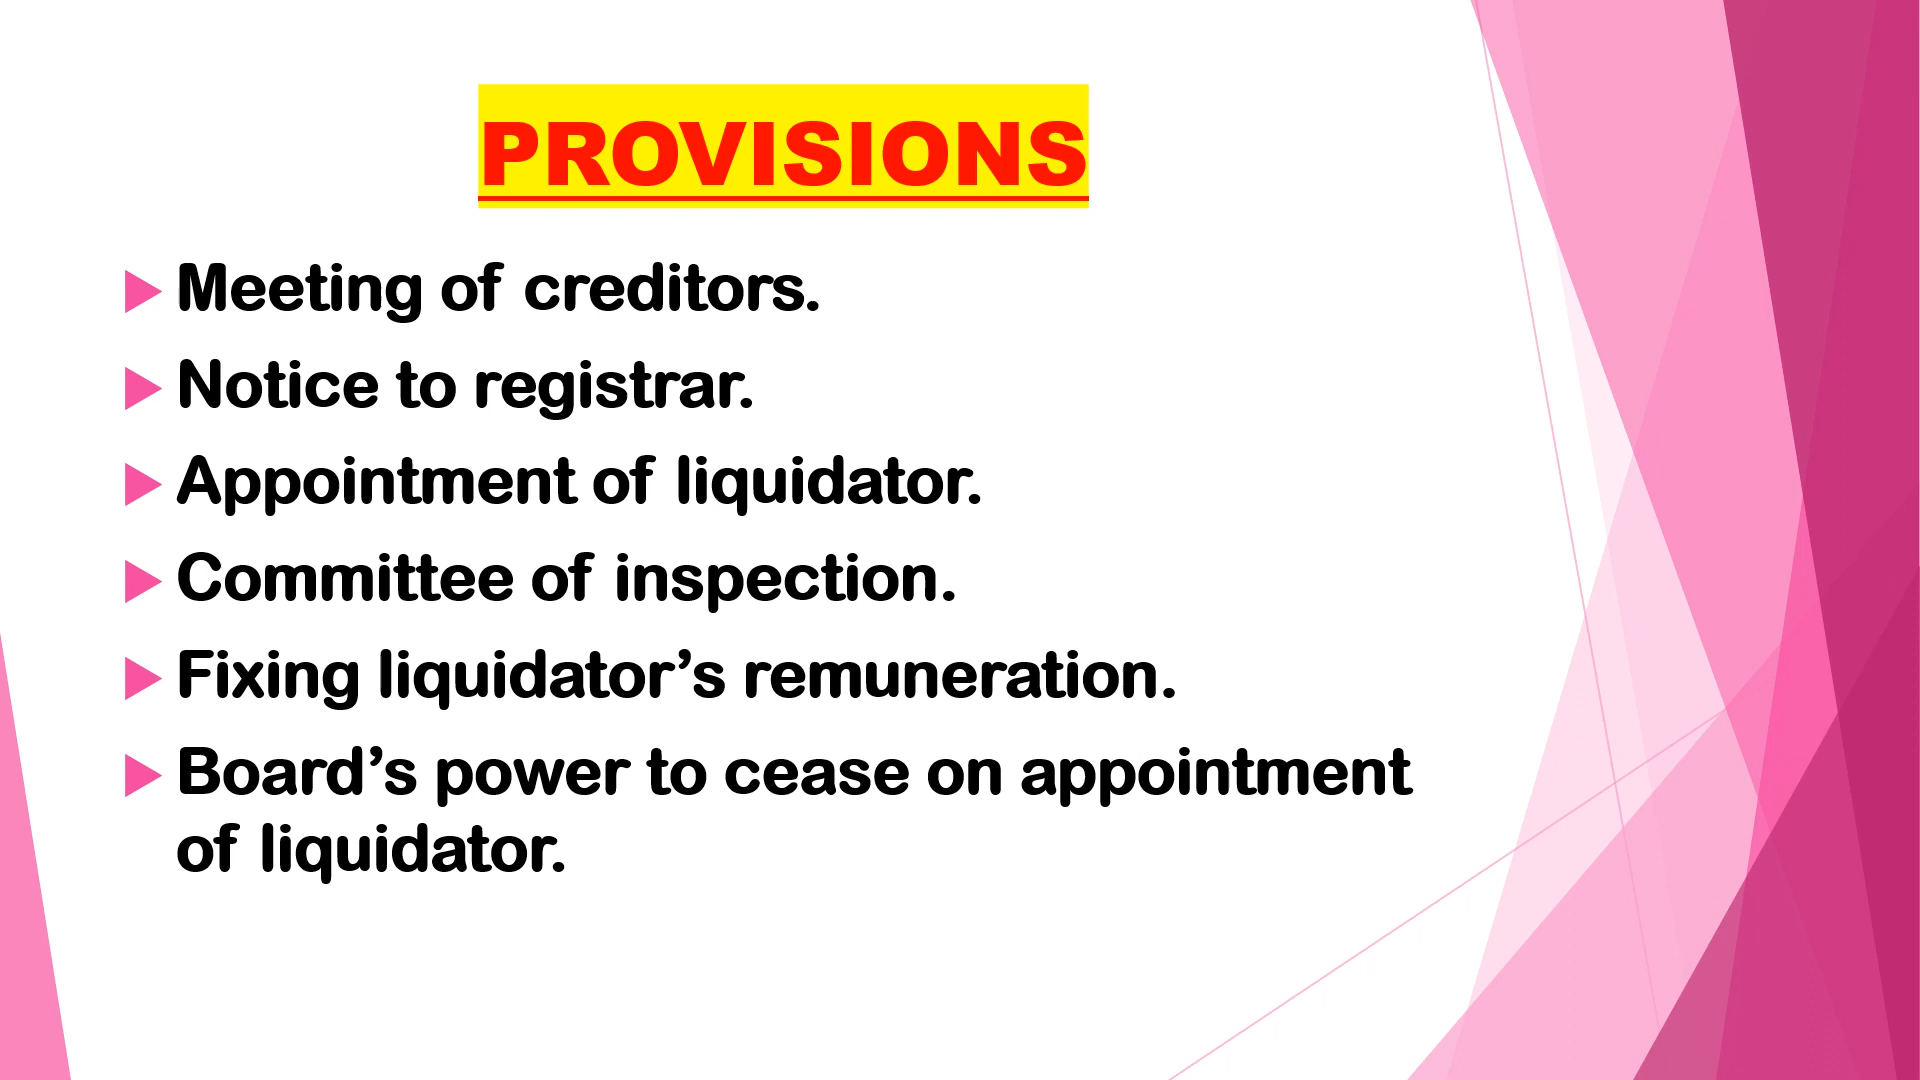 PROVISIONS
Meeting of creditors.
Notice to registrar.
Appointment of liquidator.
Committee of inspection.
Fixing liquidator’s remuneration.
Board’s power to cease on appointment
of liquidator.